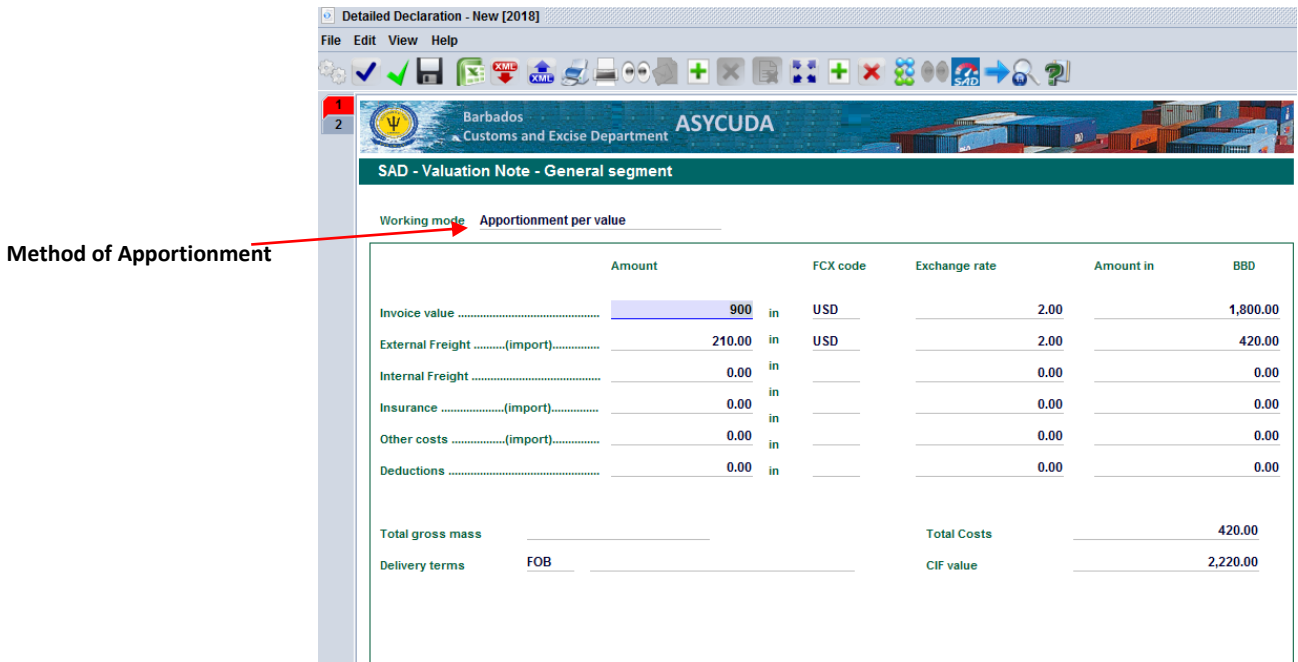 Detailed Declaration - New [2018]
File Edit View Help
XML XML SAD
1
2
Barbados
Customs and Excise Department ASYCUDA
SAD - Valuation Note - General segment
Working mode Apportionment per value
Method of Apportionment
Amount FCX code Exchange rate Amount in BBD
Invoice value ............................................ 900 in USD 2.00 1,800.00
External Freight ..........(import)............... 210.00 in USD 2.00 420.00
Internal Freight ......................................... 0.00 in 0.00 0.00
Insurance ....................(import)............... 0.00 in 0.00 0.00
Other costs .................(import)............... 0.00 in 0.00 0.00
Deductions ................................................ 0.00 in 0.00 0.00
Total gross mass Total Costs 420.00
Delivery terms FOB CIF value 2,220.00